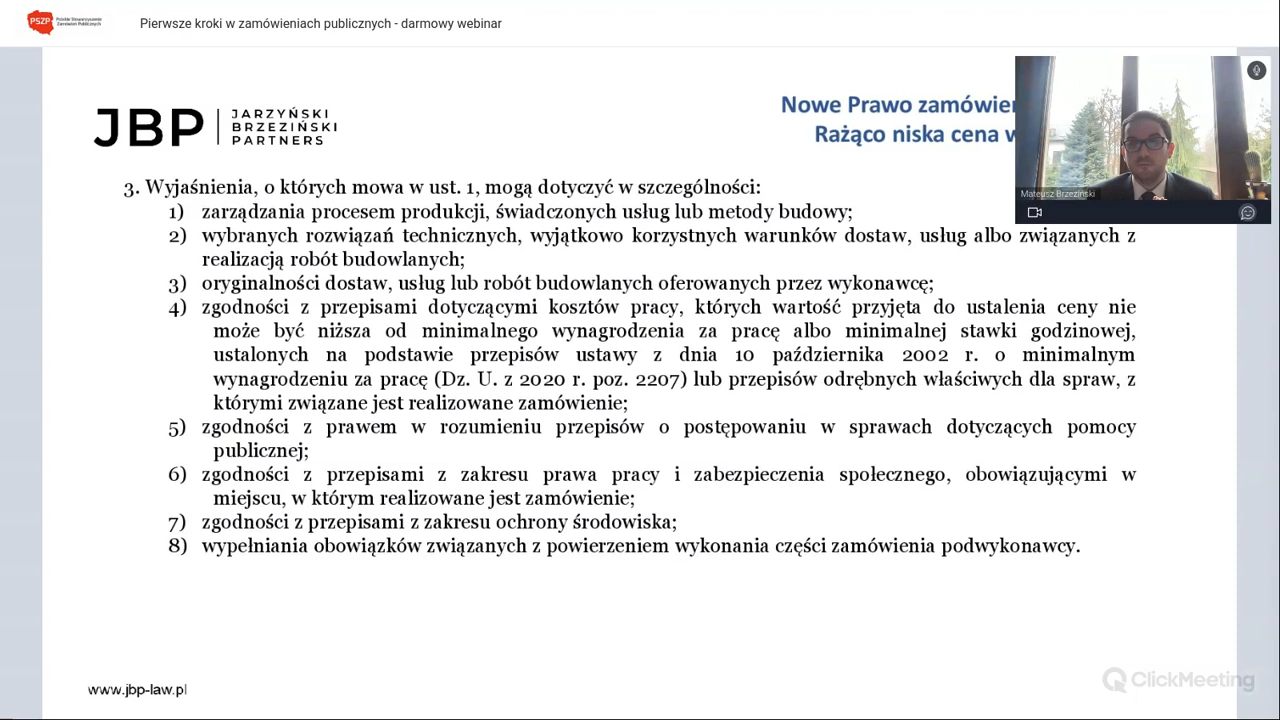 PSZP
Polskie Stowarzyszenie
Zamówień Publicznych
Pierwsze kroki w zamówieniach publicznych - darmowy webinar
JBP
JARZYŃSKI
BRZEZIŃSKI
PARTNERS
Nowe Prawo
Rażąco niska cena
Mateusz Brzeziński
3. Wyjaśnienia, o których mowa w ust. 1, mogą dotyczyć w szczególności:
1) zarządzania procesem produkcji, świadczonych usług lub metody budowy;
2) wybranych rozwiązań technicznych, wyjątkowo korzystnych warunków dostaw, usług albo związanych z
realizacją robót budowlanych;
3) oryginalności dostaw, usług lub robót budowlanych oferowanych przez wykonawcę;
4) zgodności z przepisami dotyczącymi kosztów pracy, których wartość przyjęta do ustalenia ceny nie
może być niższa od minimalnego wynagrodzenia za pracę albo minimalnej stawki godzinowej,
ustalonych na podstawie przepisów ustawy z dnia 10 października 2002 r. o minimalnym
wynagrodzeniu za pracę (Dz. U. z 2020 r. poz. 2207) lub przepisów odrębnych właściwych dla spraw, z
którymi związane jest realizowane zamówienie;
5) zgodności z prawem w rozumieniu przepisów o postępowaniu w sprawach dotyczących pomocy
publicznej;
6) zgodności z przepisami z zakresu prawa pracy i zabezpieczenia społecznego, obowiązującymi w
miejscu, w którym realizowane jest zamówienie;
7) zgodności z przepisami z zakresu ochrony środowiska;
8) wypełniania obowiązków związanych z powierzeniem wykonania części zamówienia podwykonawcy.
www.jbp-law.pl
ClickMeeting